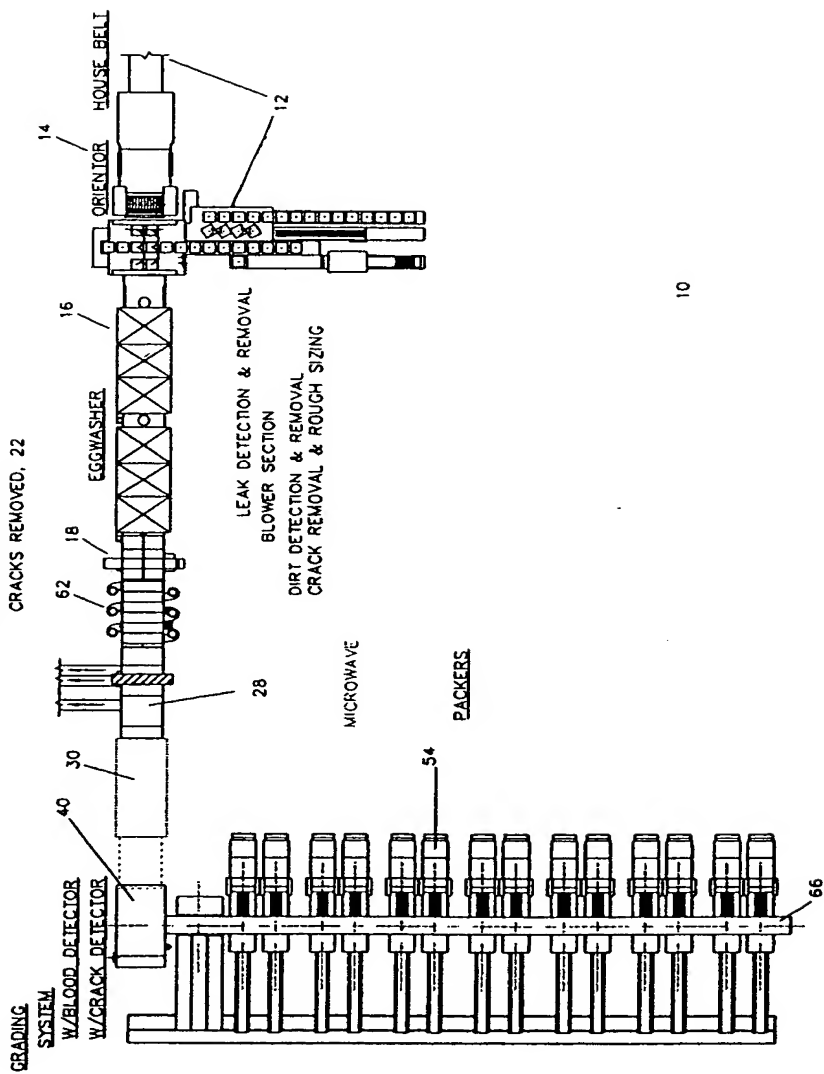 GRADING
SYSTEM
W/BLOOD DETECTOR
W/CRACK DETECTOR
40
30
28
62
18
CRACKS REMOVED, 22
EGGWASHER
16
ORIENTOR
14
HOUSE BELT
12
LEAK DETECTION & REMOVAL
BLOWER SECTION
DIRT DETECTION & REMOVAL
CRACK REMOVAL & ROUGH SIZING
MICROWAVE
PACKERS
54
66
10